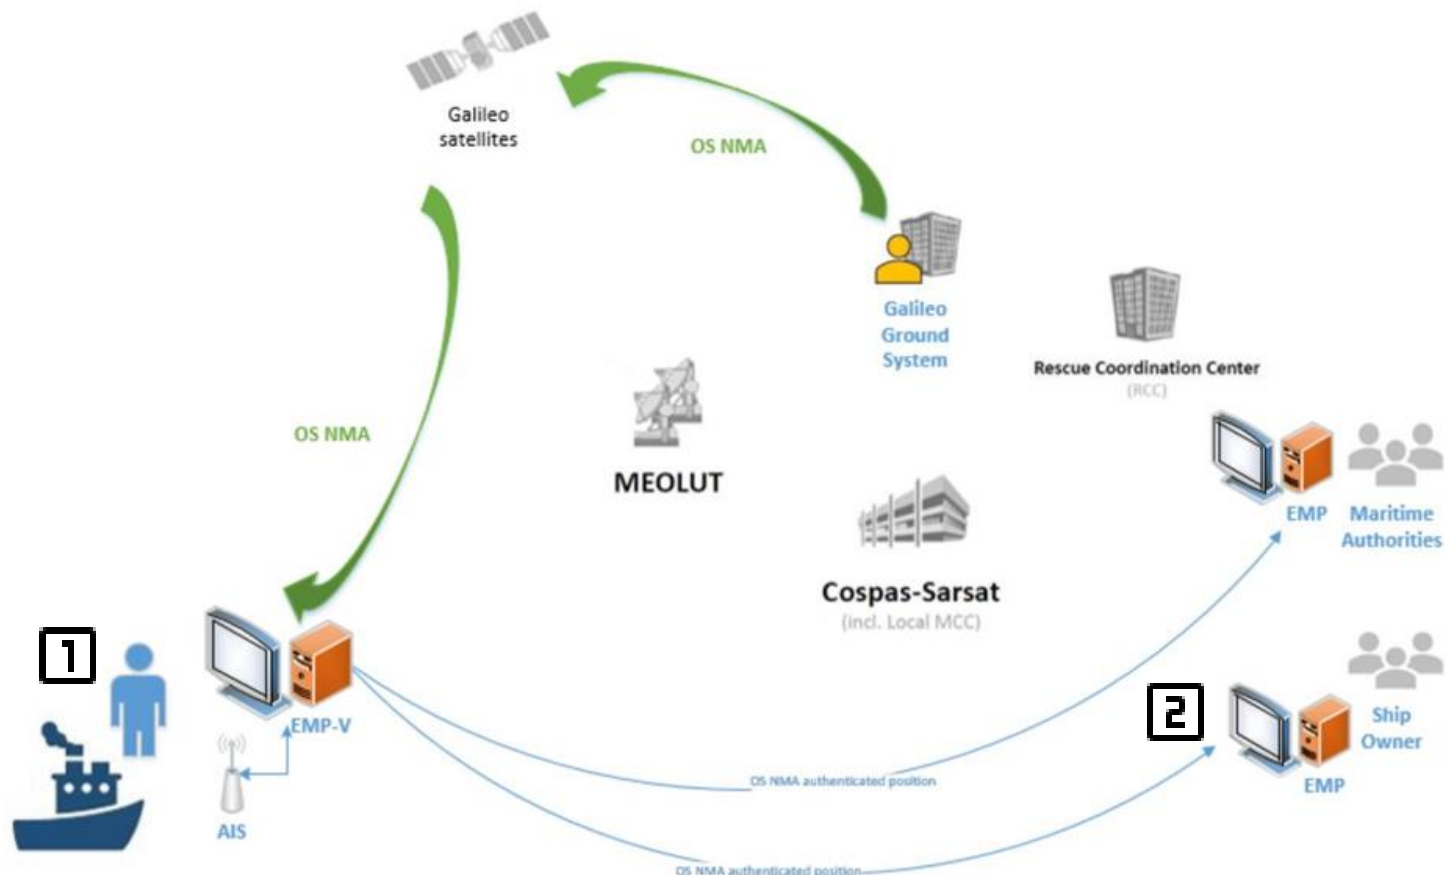 Galileo
satellites
OS NMA
Galileo
Ground
System
Rescue Coordination Center
(RCC)
OS NMA
MEOLUT
EMP
Maritime
Authorities
Cospas-Sarsat
(incl. Local MCC)
1
EMP-V
AIS
2
Ship
Owner
EMP
OS NMA authenticated position
OS NMA authenticated position